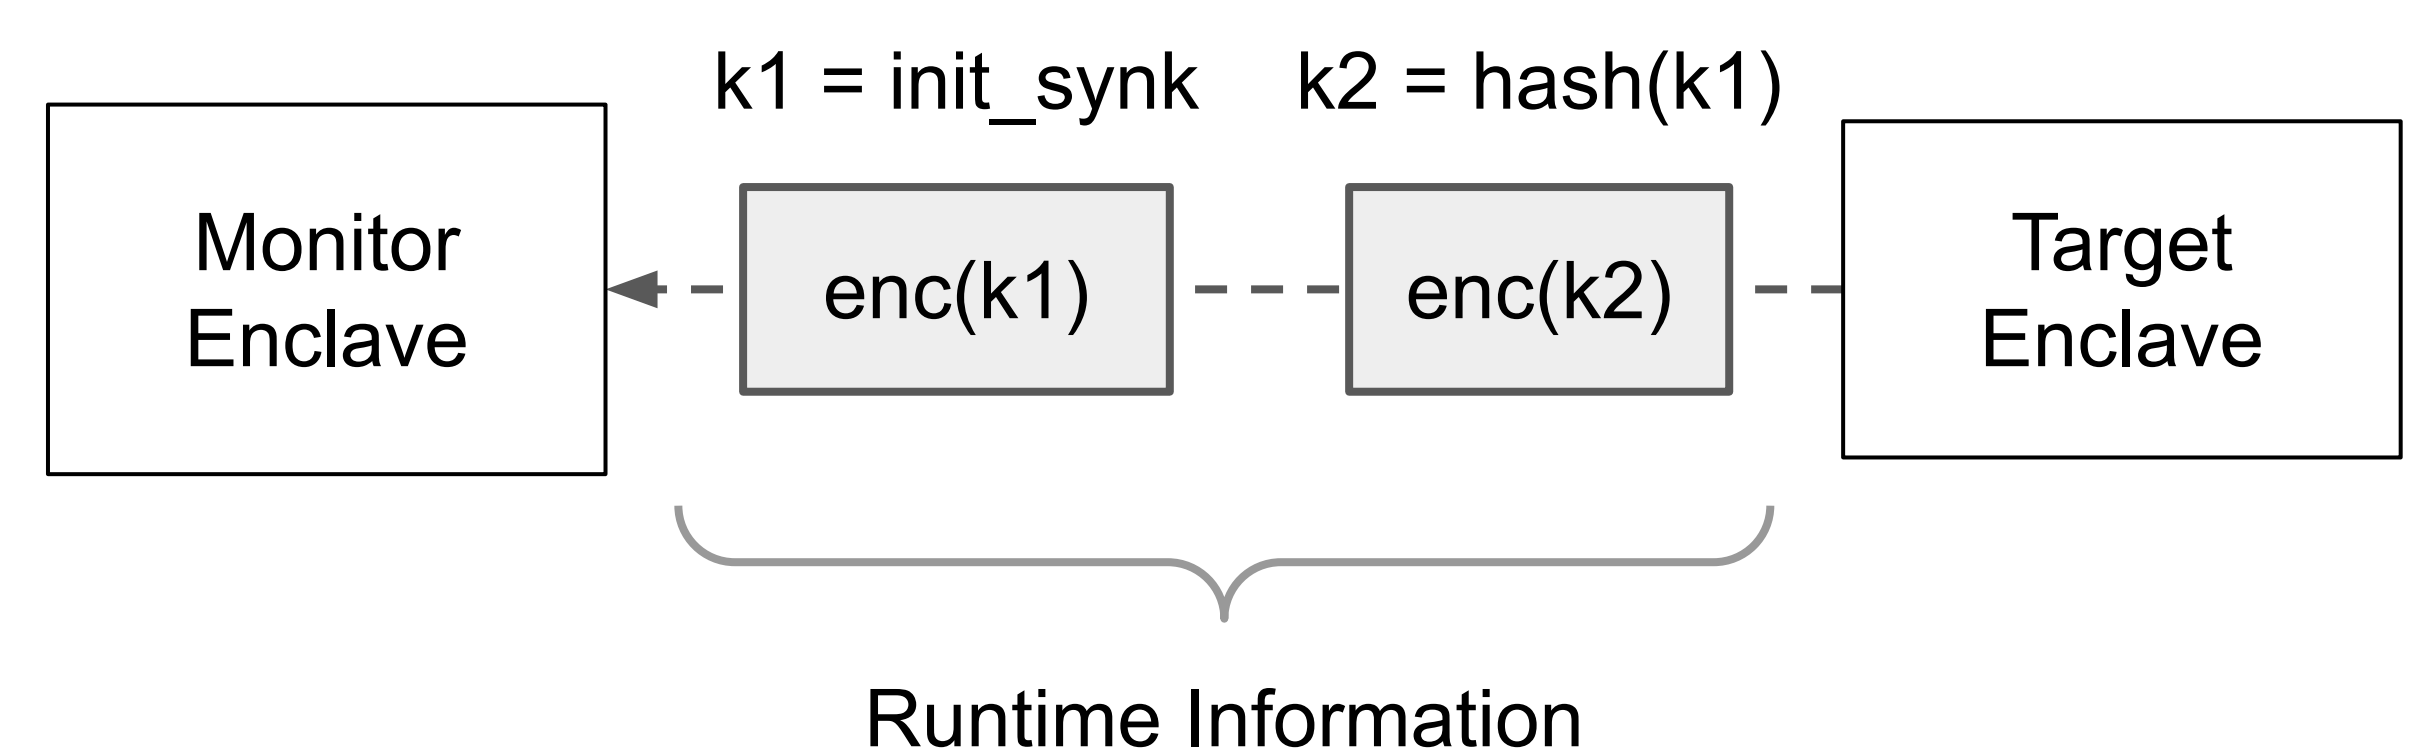 k1 = init_synk
k2 = hash(k1)
Monitor
Enclave
enc(k1)
enc(k2)
Target
Enclave
Runtime Information